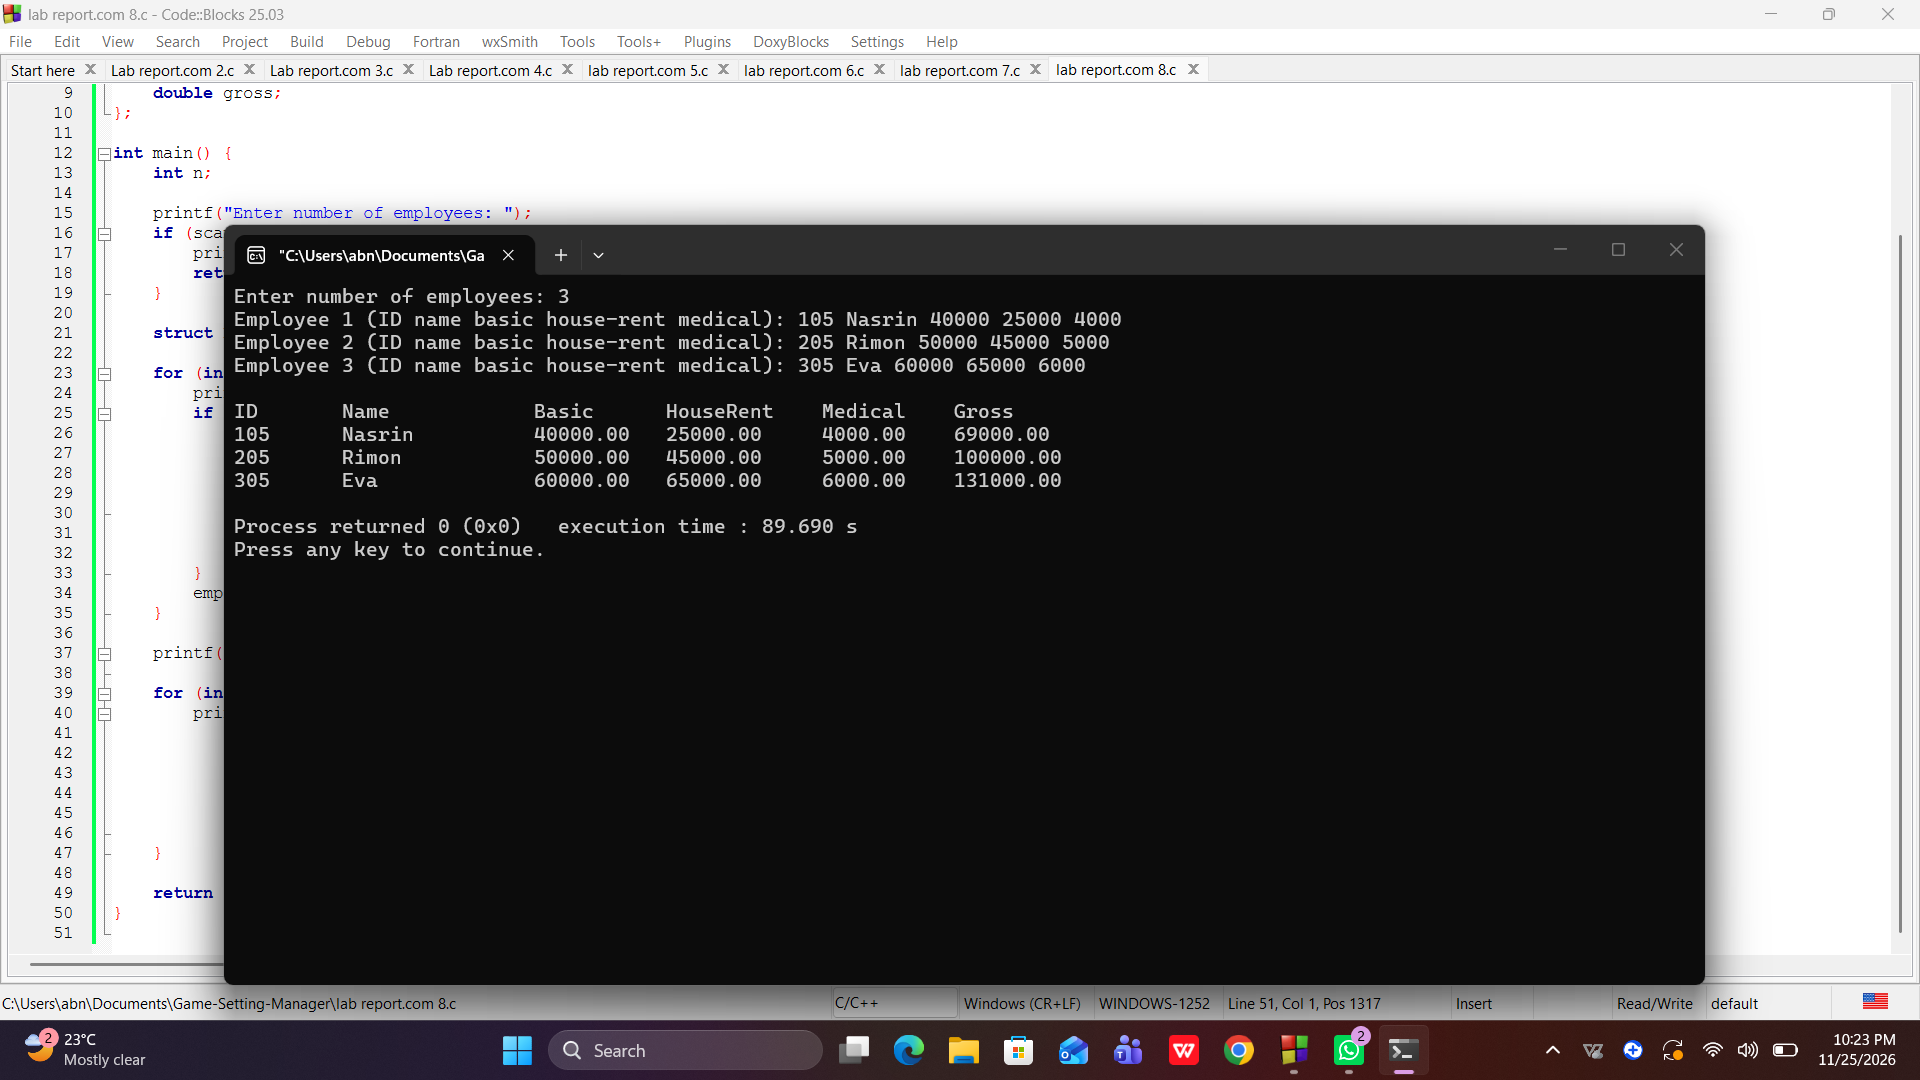 lab report.com 8.c - Code::Blocks 25.03
File Edit View Search Project Build Debug Fortran wxSmith Tools Tools+ Plugins DoxyBlocks Settings Help
Start here Lab report.com 2.c Lab report.com 3.c Lab report.com 4.c lab report.com 5.c lab report.com 6.c lab report.com 7.c lab report.com 8.c
9 double gross;
10 };
11
12 int main() {
13 int n;
14
15 printf("Enter number of employees: ");
16 if (sca
17 pri
18 ret
19 }
20
21 struct
22
23 for (in
24 pri
25 if
26
27
28
29
30
31
32
33 }
34 emp
35 }
36
37 printf(
38
39 for (in
40 pri
41
42
43
44
45
46
47 }
48
49 return
50 }
51
"C:\Users\abn\Documents\Ga
Enter number of employees: 3
Employee 1 (ID name basic house-rent medical): 105 Nasrin 40000 25000 4000
Employee 2 (ID name basic house-rent medical): 205 Rimon 50000 45000 5000
Employee 3 (ID name basic house-rent medical): 305 Eva 60000 65000 6000
ID Name Basic HouseRent Medical Gross
105 Nasrin 40000.00 25000.00 4000.00 69000.00
205 Rimon 50000.00 45000.00 5000.00 100000.00
305 Eva 60000.00 65000.00 6000.00 131000.00
Process returned 0 (0x0) execution time : 89.690 s
Press any key to continue.
C:\Users\abn\Documents\Game-Setting-Manager\lab report.com 8.c C/C++ Windows (CR+LF) WINDOWS-1252 Line 51, Col 1, Pos 1317 Insert Read/Write default
2 23°C
Mostly clear
Search
2
10:23 PM
11/25/2026